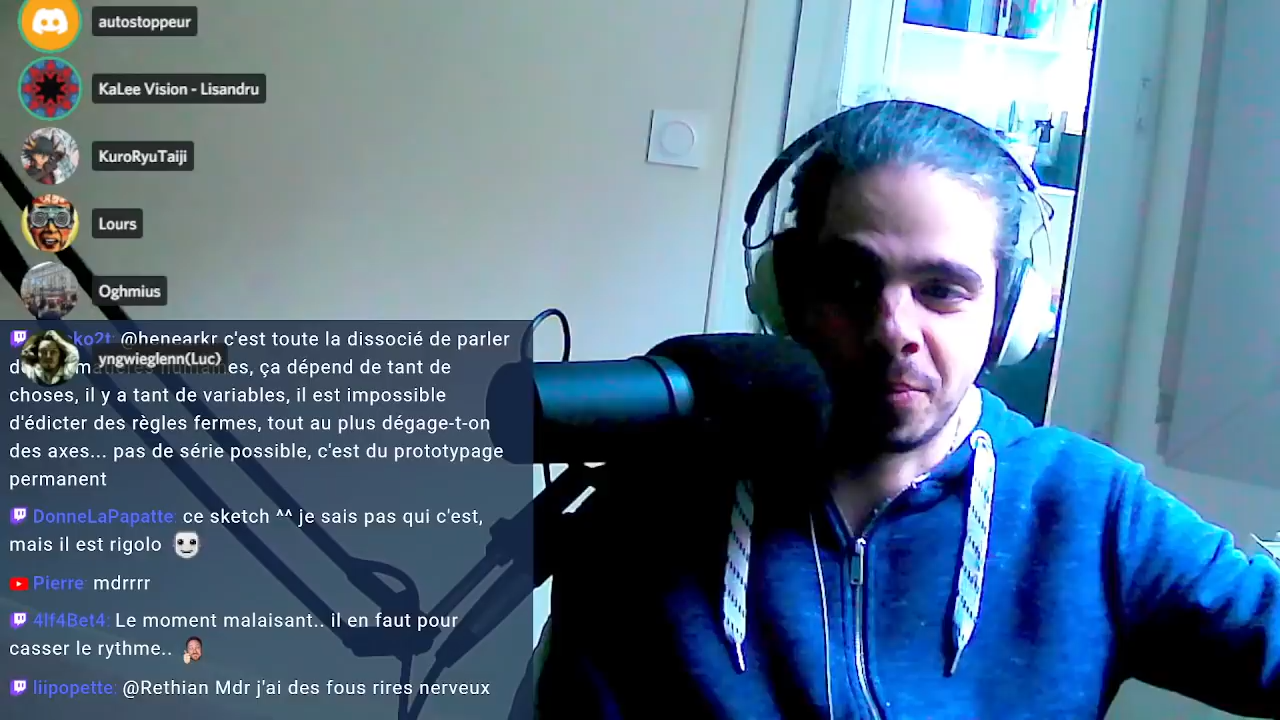 autostoppeur
KaLee Vision - Lisandru
KuroRyuTaiji
Lours
Oghmius
ko2t: @henearkr c'est toute la dissocié de parler
yngwieglenn(Luc)
es, ça dépend de tant de
choses, il y a tant de variables, il est impossible
d'édicter des règles fermes, tout au plus dégage-t-on
des axes... pas de série possible, c'est du prototypage
permanent
DonneLaPapatte: ce sketch ^^ je sais pas qui c'est,
mais il est rigolo
Pierre: mdrrrr
4lf4Bet4: Le moment malaisant.. il en faut pour
casser le rythme..
liipopette: @Rethian Mdr j'ai des fous rires nerveux